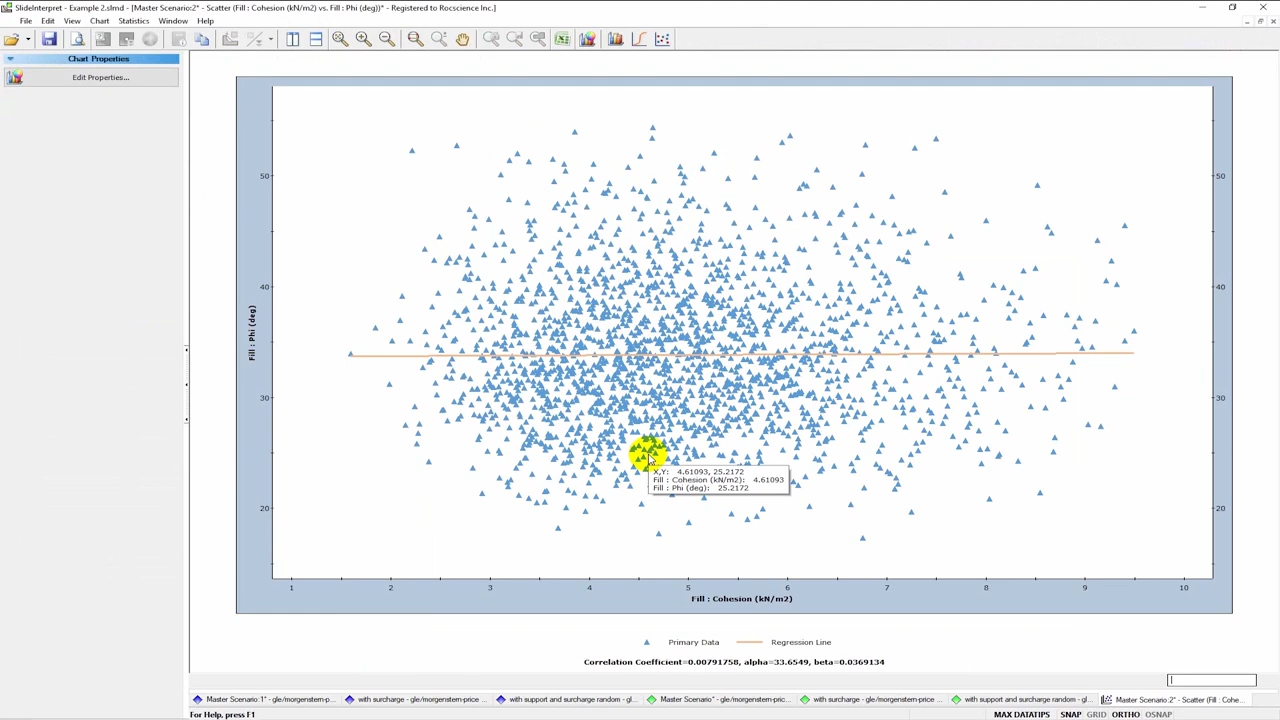 SlideInterpret - Example 2.slmd - [Master Scenario:2* - Scatter (Fill : Cohesion (kN/m2) vs. Fill : Phi (deg))* - Registered to Rocscience Inc.]
File Edit View Chart Statistics Window Help
Chart Properties
Edit Properties...
50 50
40 40
30 30
20 20
Fill : Phi (deg)
X,Y: 4.61093, 25.2172
Fill : Cohesion (kN/m2): 4.61093
Fill : Phi (deg): 25.2172
1 2 3 4 5 6 7 8 9 10
Fill : Cohesion (kN/m2)
Primary Data Regression Line
Correlation Coefficient=0.00791758, alpha=33.6549, beta=0.0369134
Master Scenario:1* - gle/morgenstern-p... with surcharge - gle/morgenstern-price ... with support and surcharge random - gl... Master Scenario* - gle/morgenstern-pric... with surcharge - gle/morgenstern-price ... with support and surcharge random - gl... Master Scenario:2* - Scatter (Fill : Cohe...
For Help, press F1 MAX DATATIPS SNAP GRID ORTHO OSNAP